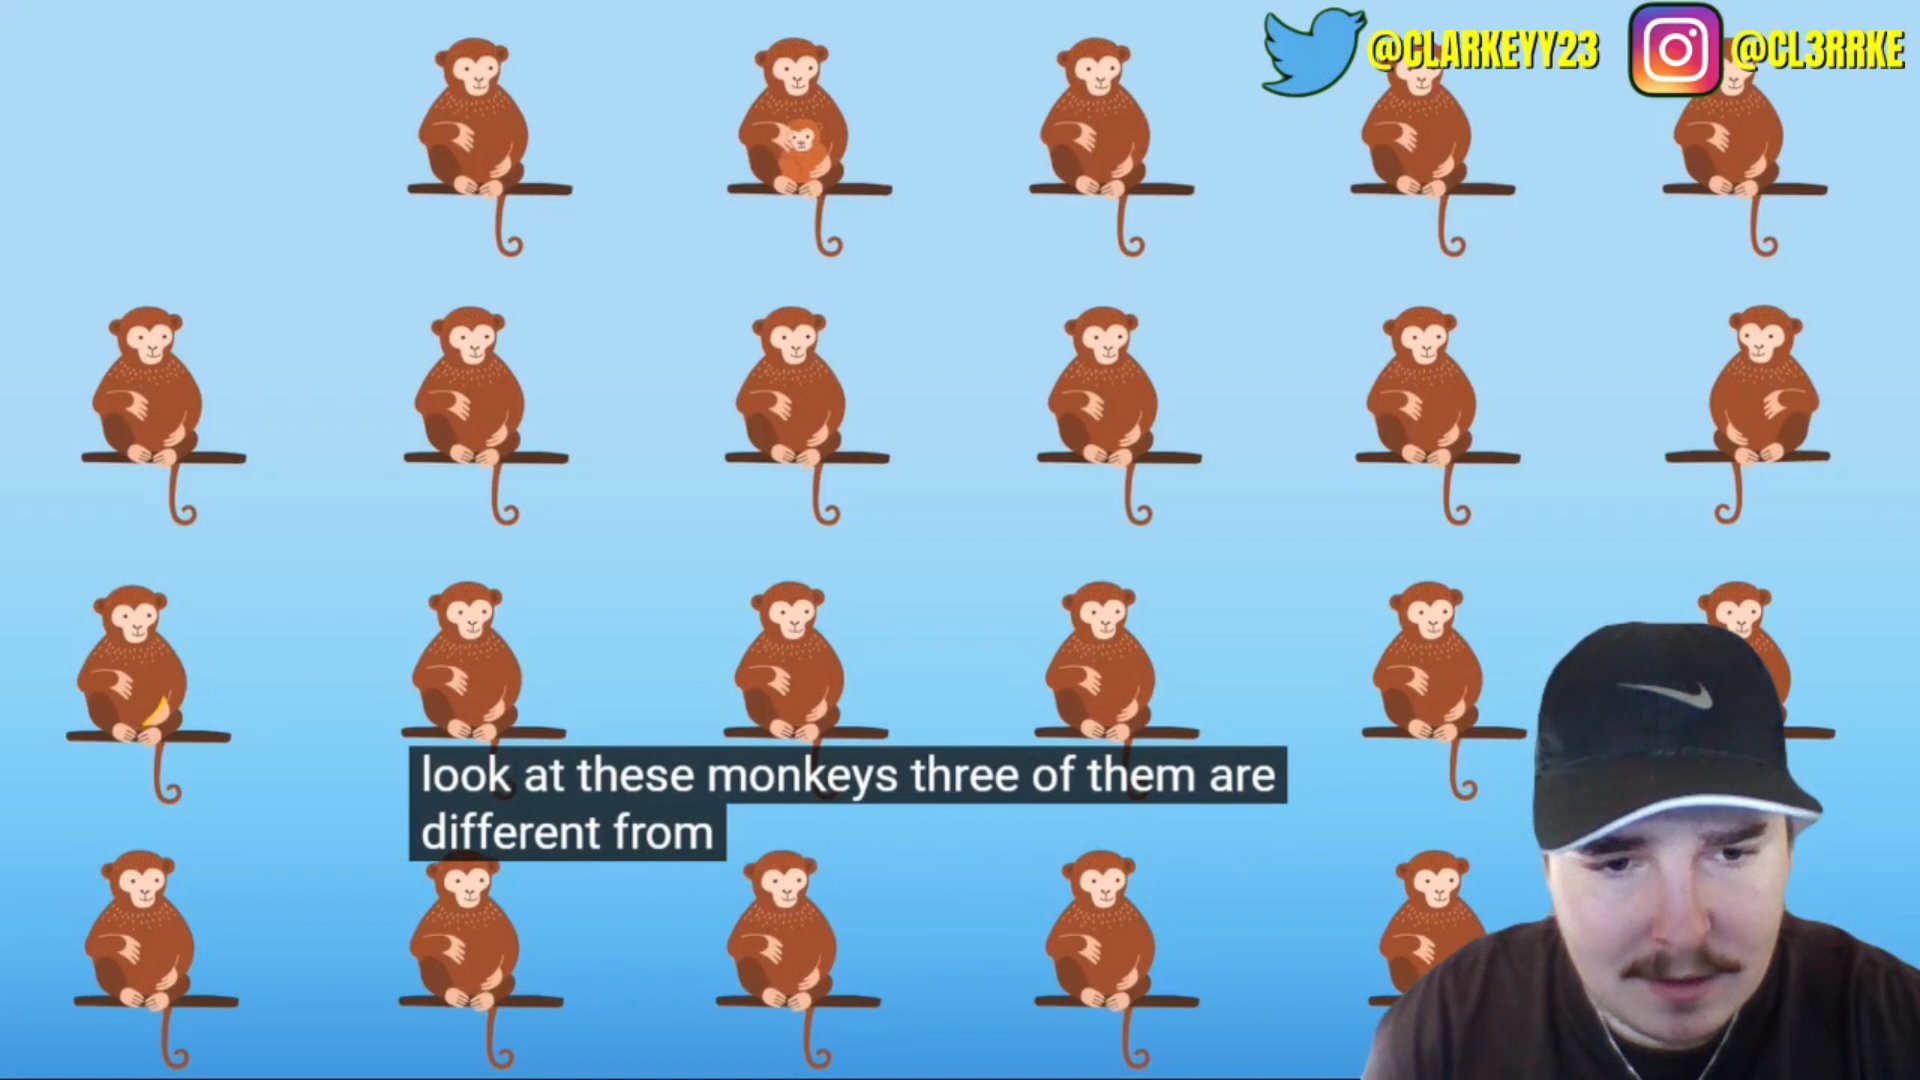 @CLARKEYY23 @CL3RRKE
look at these monkeys three of them are
different from